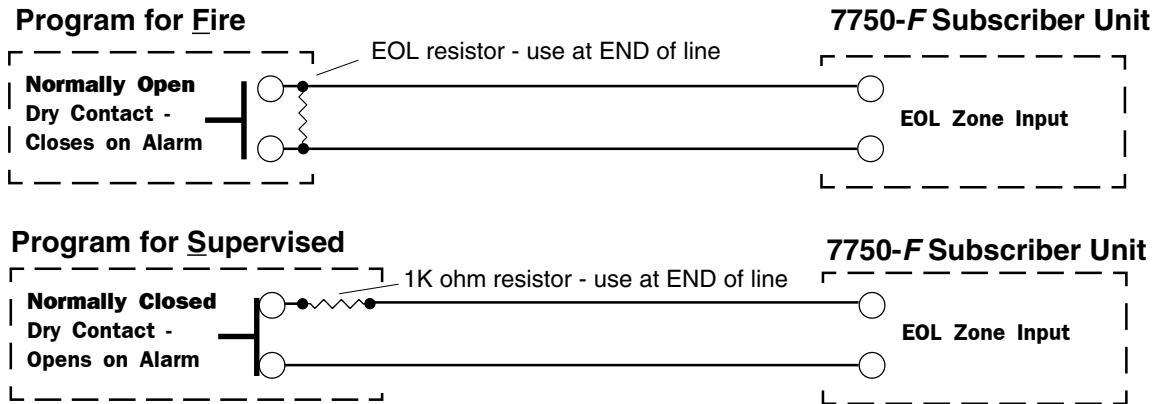 Program for Fire
7750-F Subscriber Unit
EOL resistor - use at END of line
Normally Open
Dry Contact -
Closes on Alarm
EOL Zone Input
Program for Supervised
7750-F Subscriber Unit
1K ohm resistor - use at END of line
Normally Closed
Dry Contact -
Opens on Alarm
EOL Zone Input